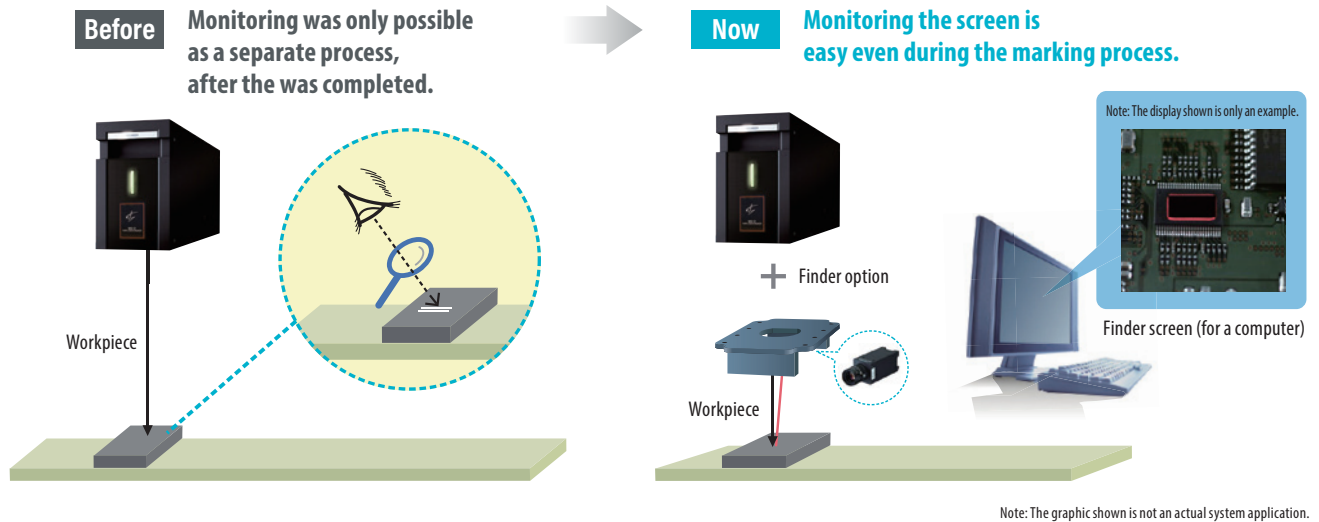 Before
Monitoring was only possible
as a separate process,
after the was completed.
Workpiece
Now
Monitoring the screen is
easy even during the marking process.
Note: The display shown is only an example.
Finder option
Finder screen (for a computer)
Workpiece
Note: The graphic shown is not an actual system application.